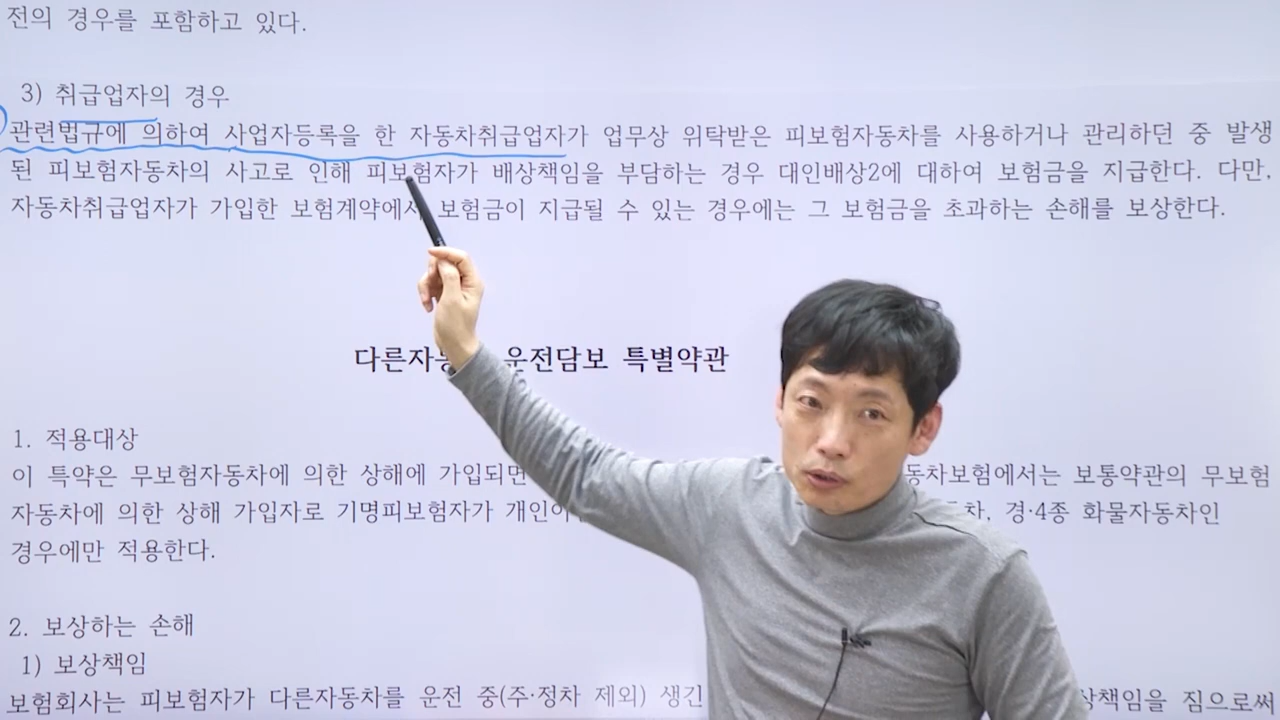 전의 경우를 포함하고 있다.
3) 취급업자의 경우
관련법규에 의하여 사업자등록을 한 자동차취급업자가 업무상 위탁받은 피보험자동차를 사용하거나 관리하던 중 발생
된 피보험자동차의 사고로 인해 피보험자가 배상책임을 부담하는 경우 대인배상2에 대하여 보험금을 지급한다. 다만,
자동차취급업자가 가입한 보험계약에서 보험금이 지급될 수 있는 경우에는 그 보험금을 초과하는 손해를 보상한다.
다른자동 운전담보 특별약관
1. 적용대상
이 특약은 무보험자동차에 의한 상해에 가입되면 동차보험에서는 보통약관의 무보험
자동차에 의한 상해 가입자로 기명피보험자가 개인이 차, 경·4종 화물자동차인
경우에만 적용한다.
2. 보상하는 손해
1) 보상책임
보험회사는 피보험자가 다른자동차를 운전 중(주·정차 제외) 생긴 상책임을 짐으로써